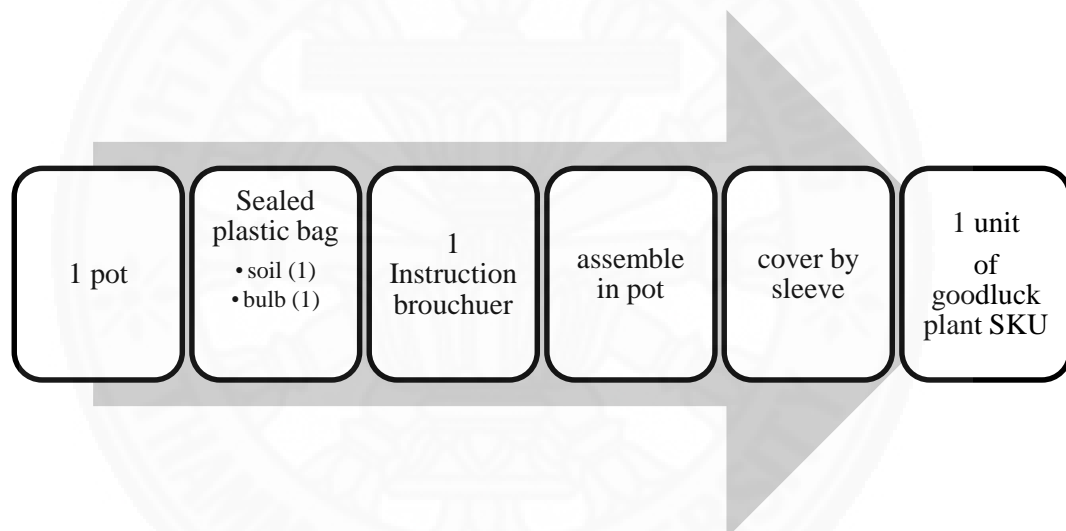 1 pot
Sealed
plastic bag
• soil (1)
• bulb (1)
1
Instruction
brouchuer
assemble
in pot
cover by
sleeve
1 unit
of
goodluck
plant SKU